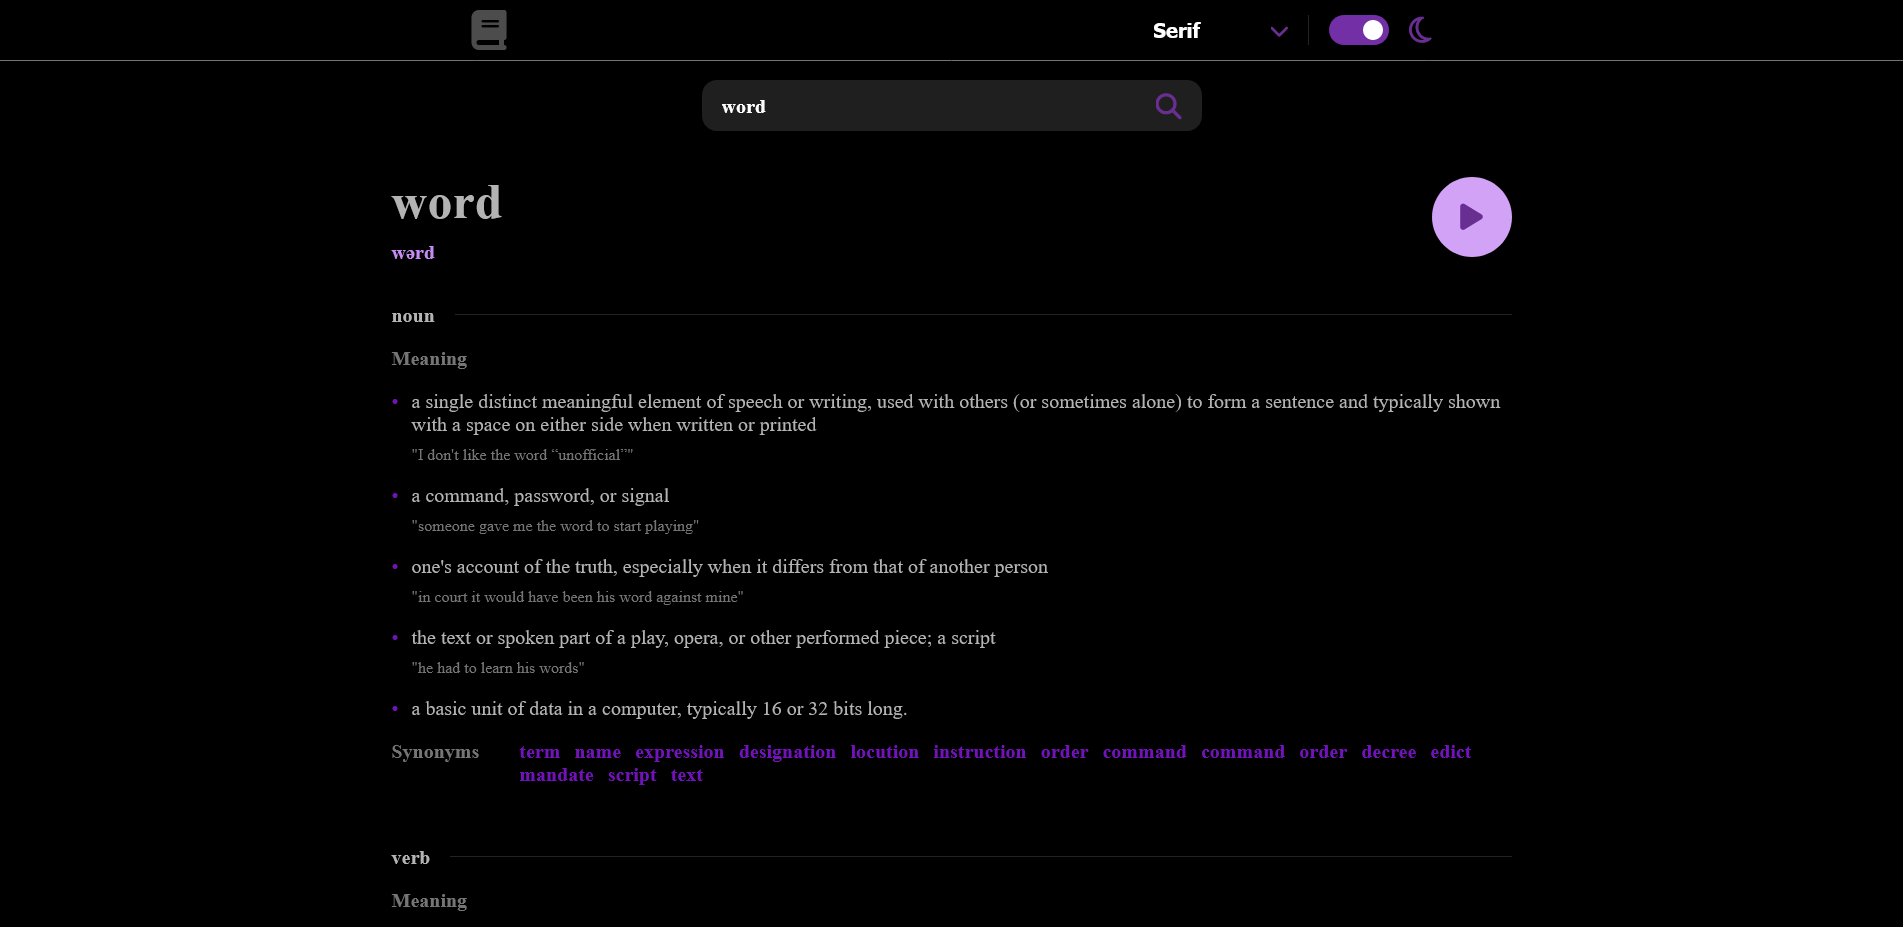 Serif
word
word
wərd
noun
Meaning
• a single distinct meaningful element of speech or writing, used with others (or sometimes alone) to form a sentence and typically shown
with a space on either side when written or printed
"I don't like the word “unofficial”"
• a command, password, or signal
"someone gave me the word to start playing"
• one's account of the truth, especially when it differs from that of another person
"in court it would have been his word against mine"
• the text or spoken part of a play, opera, or other performed piece; a script
"he had to learn his words"
• a basic unit of data in a computer, typically 16 or 32 bits long.
Synonyms term name expression designation locution instruction order command command order decree edict
mandate script text
verb
Meaning